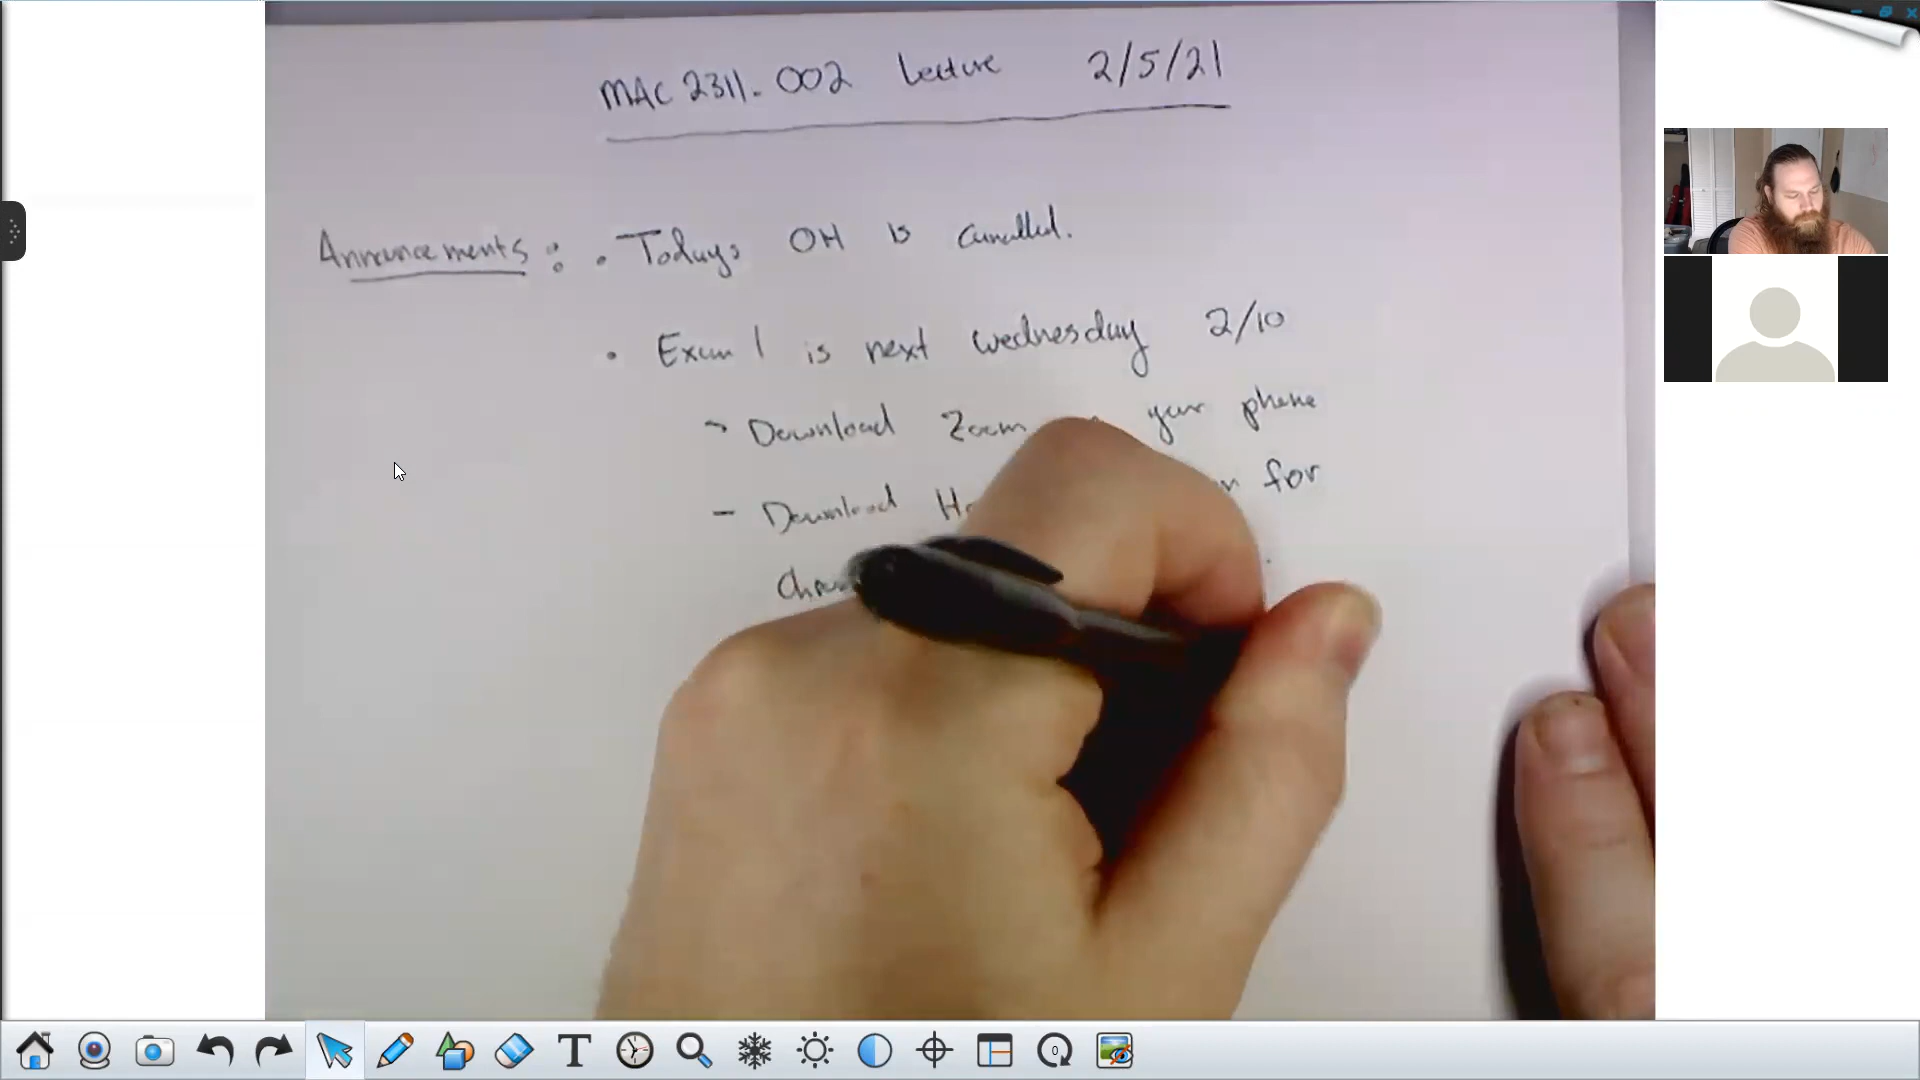 MAC 2311.002 Lecture 2/5/21
Announcements: • Todays OH is cancelled.
• Exam 1 is next wednesday 2/10
- Download Zoom your phone
- Download for
T
0